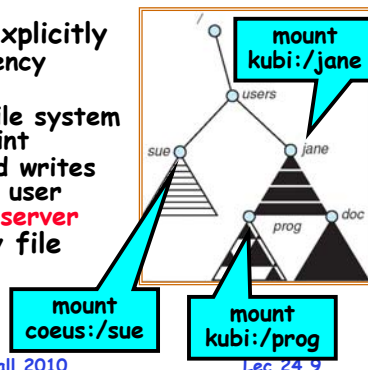 xplicitly
ency
ile system
int
d writes
user
server
y file
/
users
sue
jane
prog
doc
mount
kubi:/jane
mount
coeus:/sue
mount
kubi:/prog
all 2010
Lec 24.9